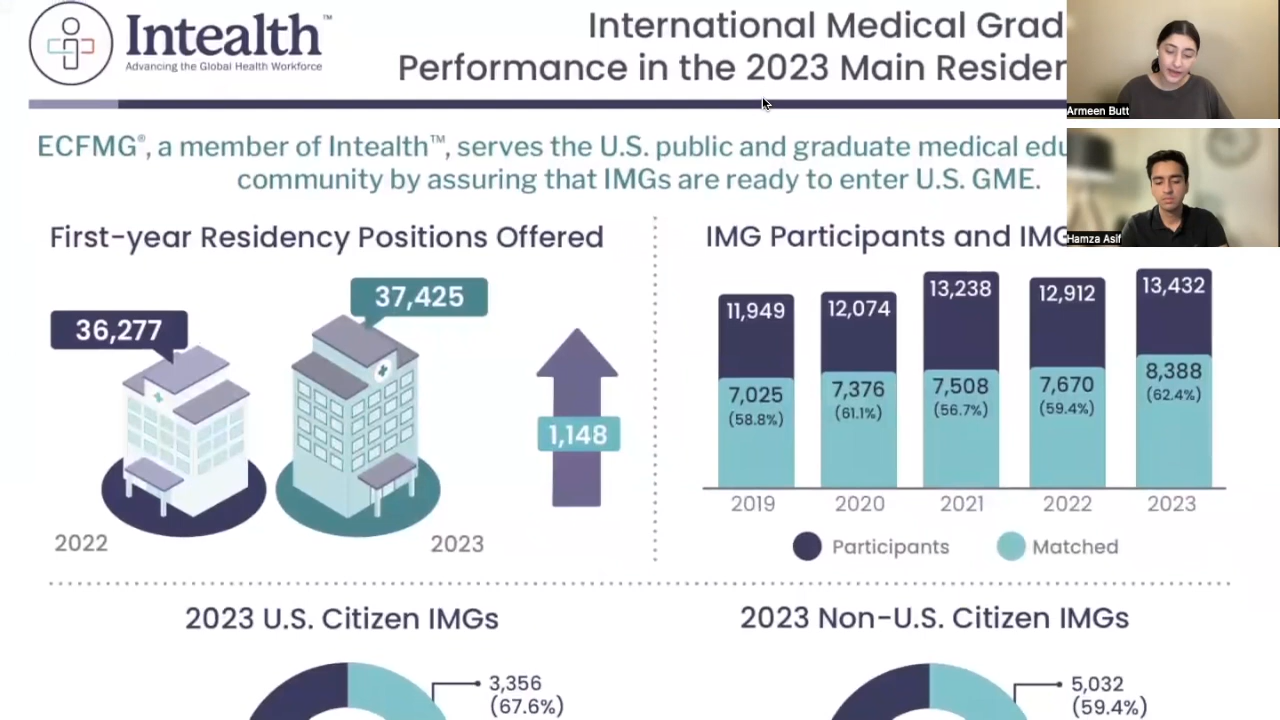 Intealth™
Advancing the Global Health Workforce
International Medical Grad
Performance in the 2023 Main Residen
Armeen Butt
Hamza Asif
ECFMG®, a member of Intealth™, serves the U.S. public and graduate medical edu
community by assuring that IMGs are ready to enter U.S. GME.
First-year Residency Positions Offered
36,277
37,425
1,148
2022
2023
IMG Participants and IMG
11,949
12,074
13,238
12,912
13,432
7,025
(58.8%)
7,376
(61.1%)
7,508
(56.7%)
7,670
(59.4%)
8,388
(62.4%)
2019
2020
2021
2022
2023
Participants
Matched
2023 U.S. Citizen IMGs
3,356
(67.6%)
2023 Non-U.S. Citizen IMGs
5,032
(59.4%)